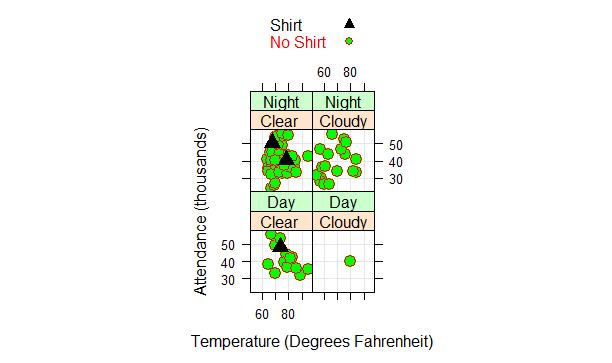 Shirt
No Shirt
60 80
Night Night
Clear Cloudy
50
40
30
Day Day
Clear Cloudy
50
40
30
60 80
Attendance (thousands)
Temperature (Degrees Fahrenheit)